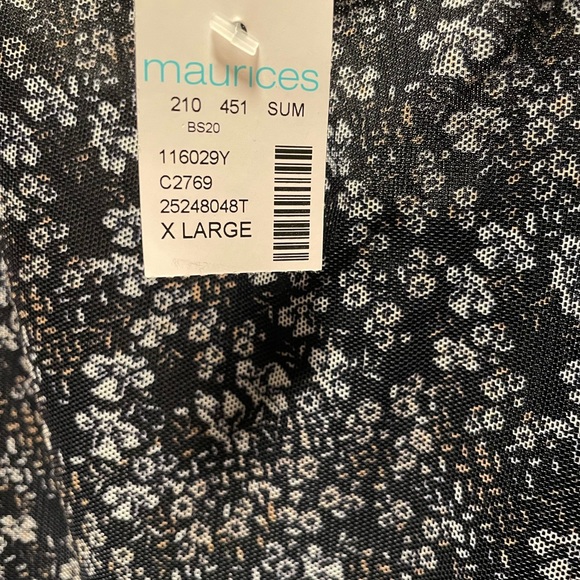 maurices
210 451 SUM
BS20
116029Y
C2769
25248048T
X LARGE